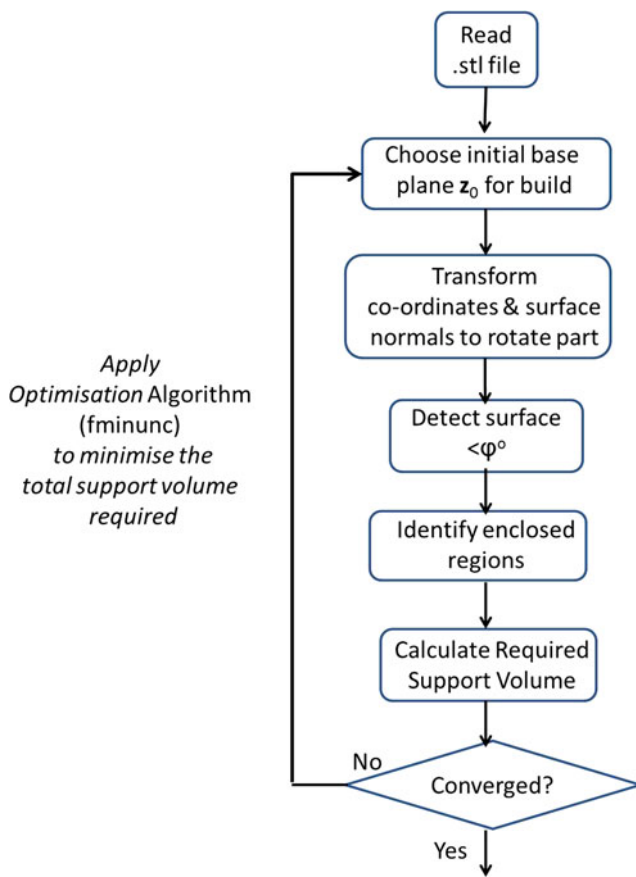 Read
.stl file
Choose initial base
plane z₀ for build
Transform
co-ordinates & surface
normals to rotate part
Apply
Optimisation Algorithm
(fminunc)
to minimise the
total support volume
required
Detect surface
<φ°
Identify enclosed
regions
Calculate Required
Support Volume
No
Converged?
Yes